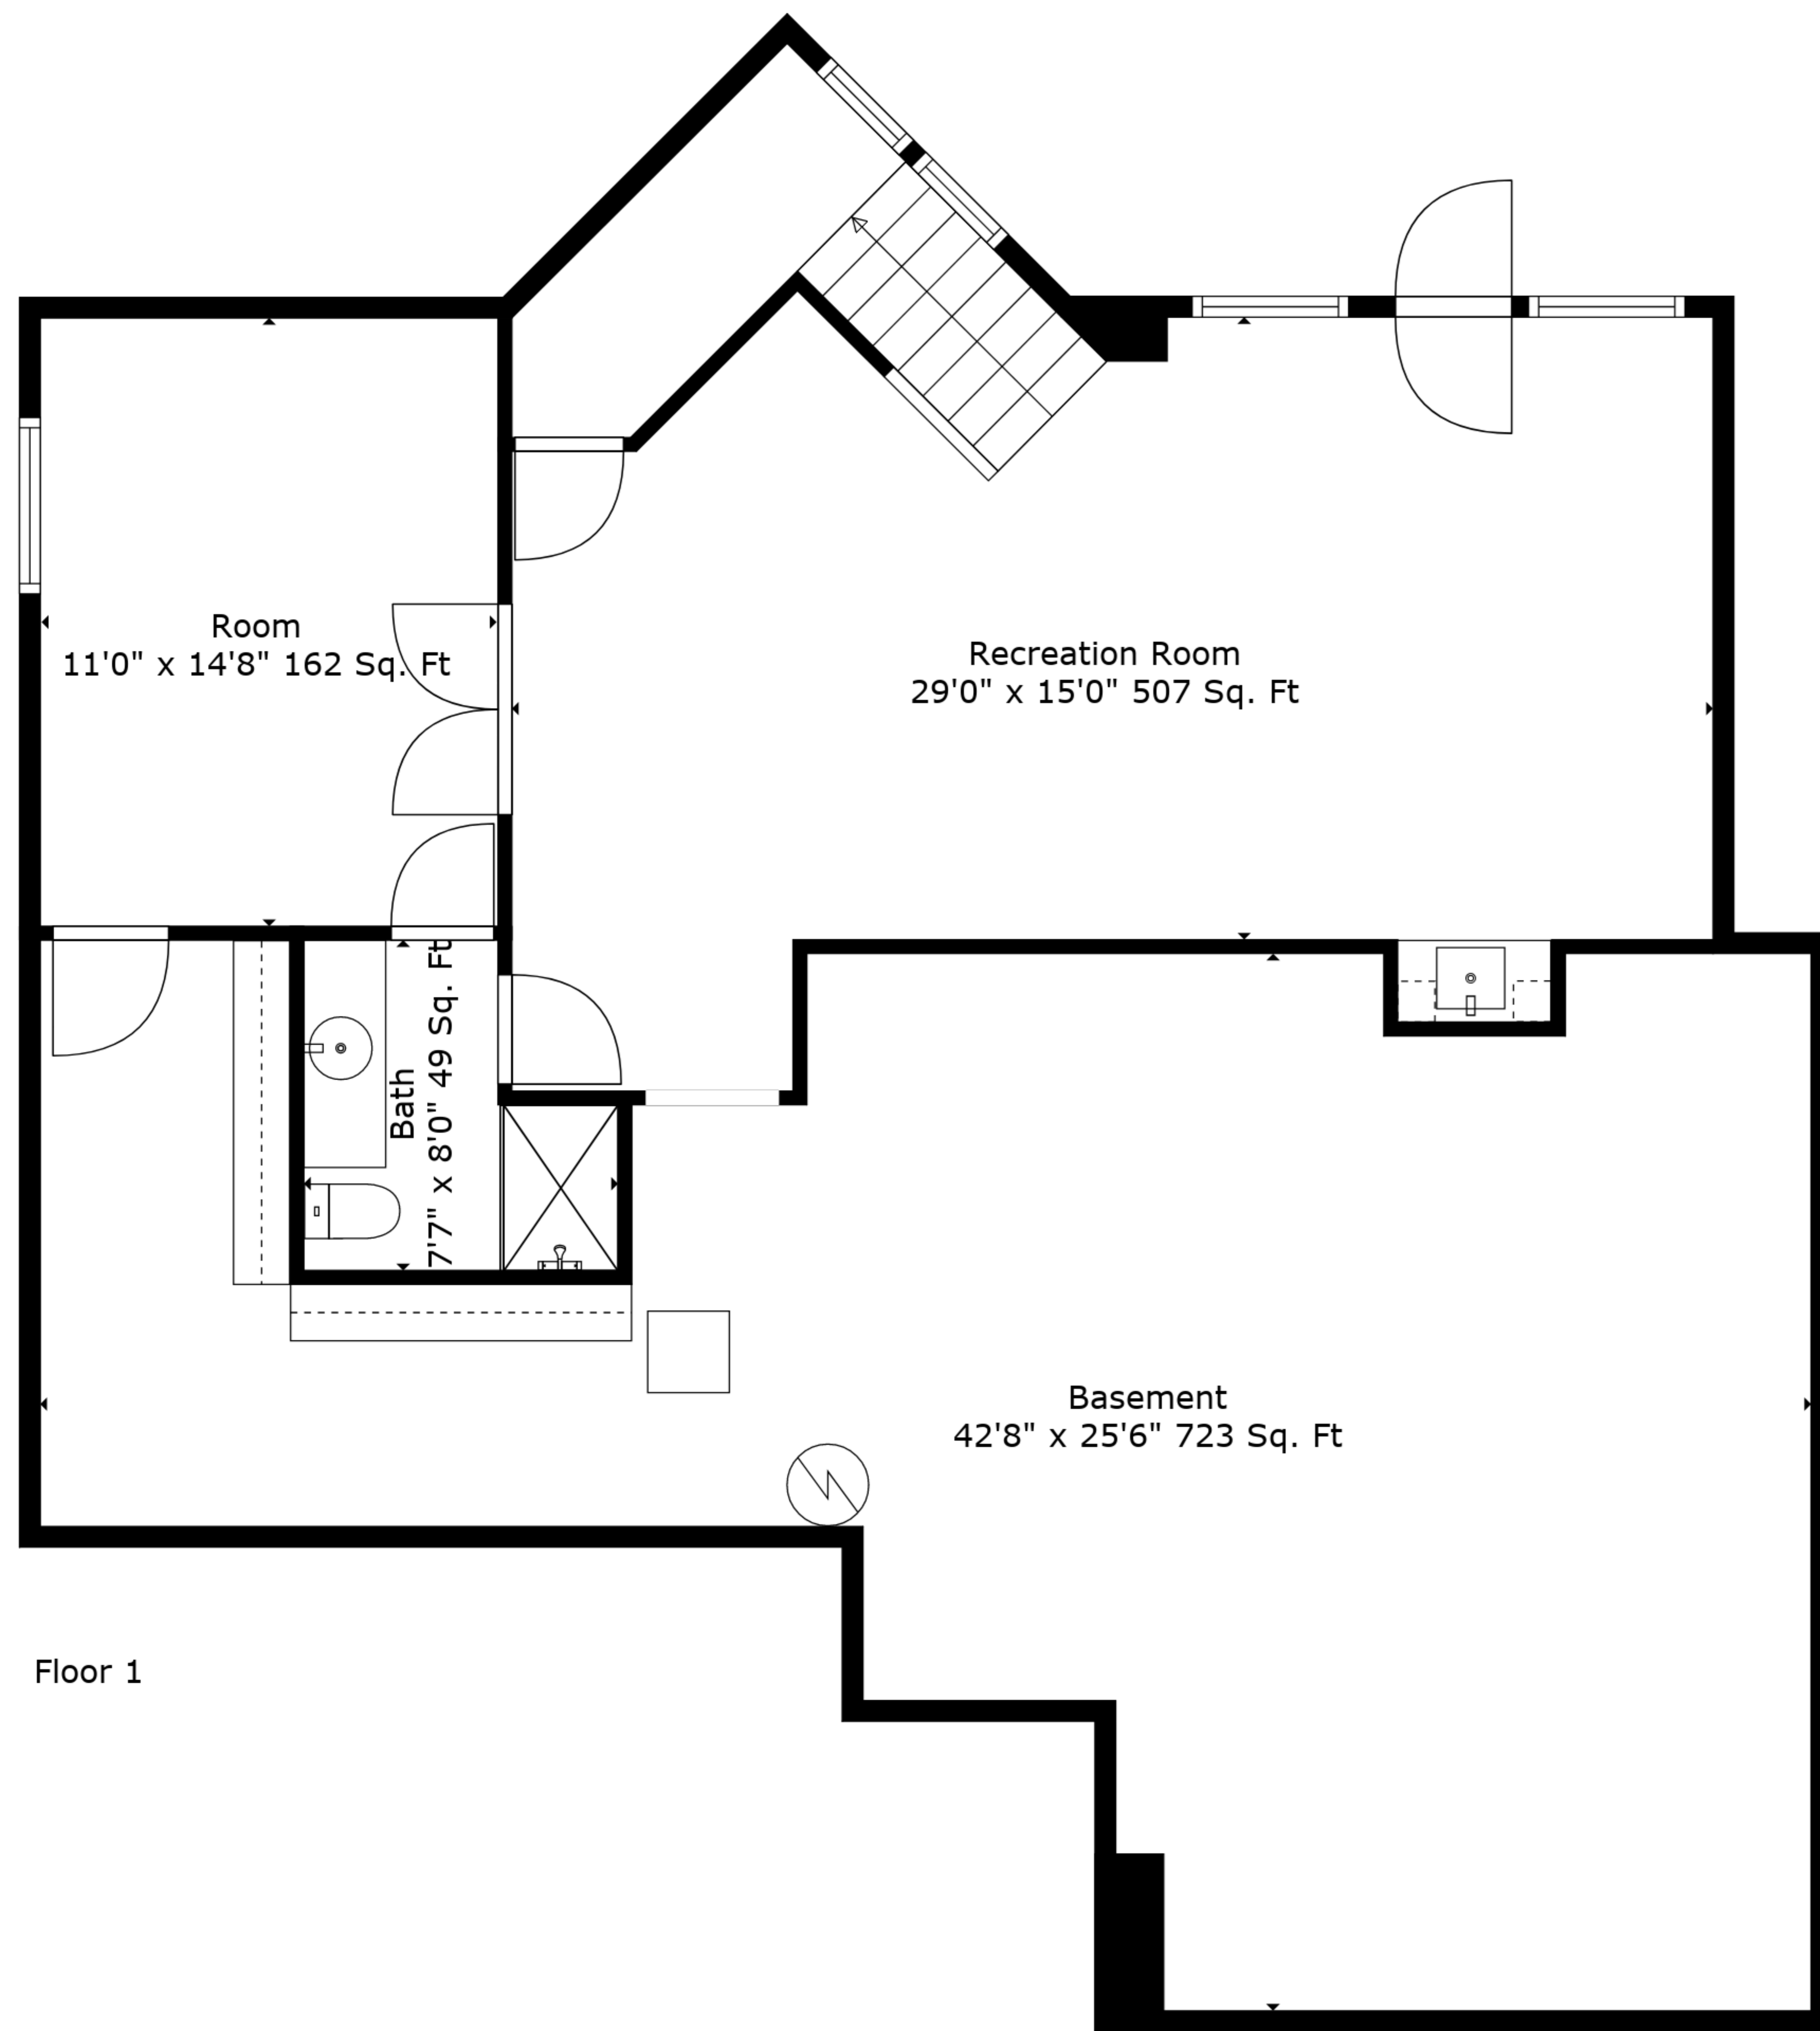 Room
11'0" x 14'8" 162 Sq. Ft
Recreation Room
29'0" x 15'0" 507 Sq. Ft
Bath
7'7" x 8'0" 49 Sq. Ft
Basement
42'8" x 25'6" 723 Sq. Ft
Floor 1